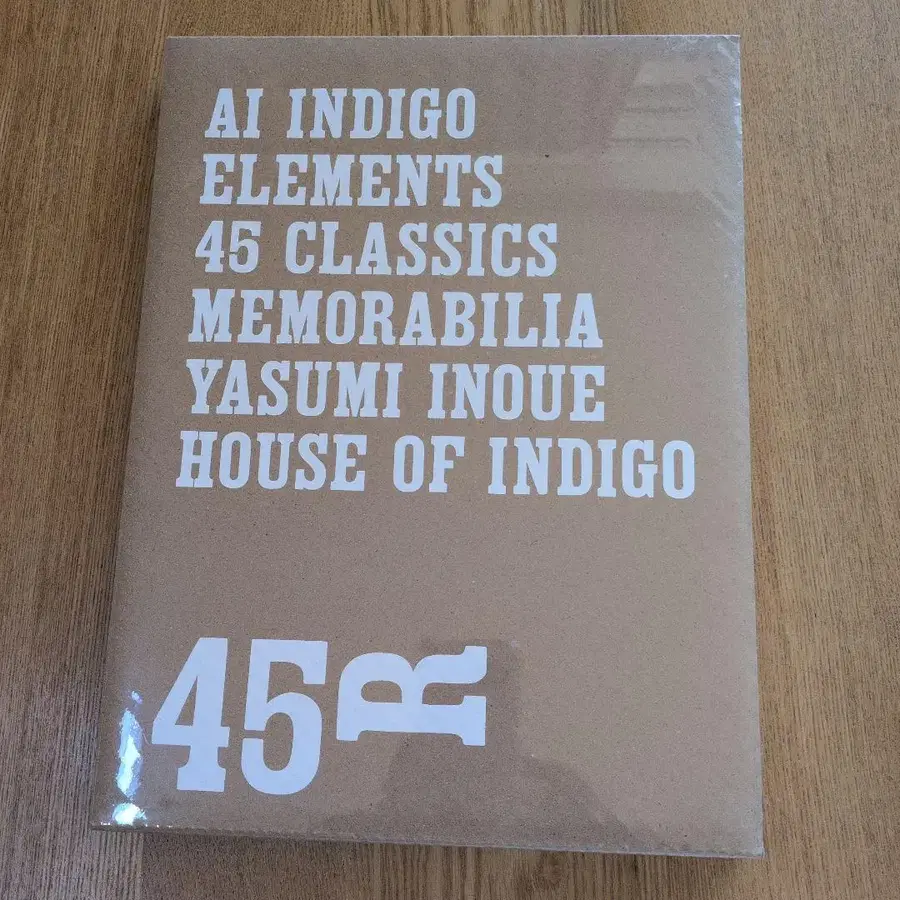 AI INDIGO
ELEMENTS
45 CLASSICS
MEMORABILIA
YASUMI INOUE
HOUSE OF INDIGO
45R